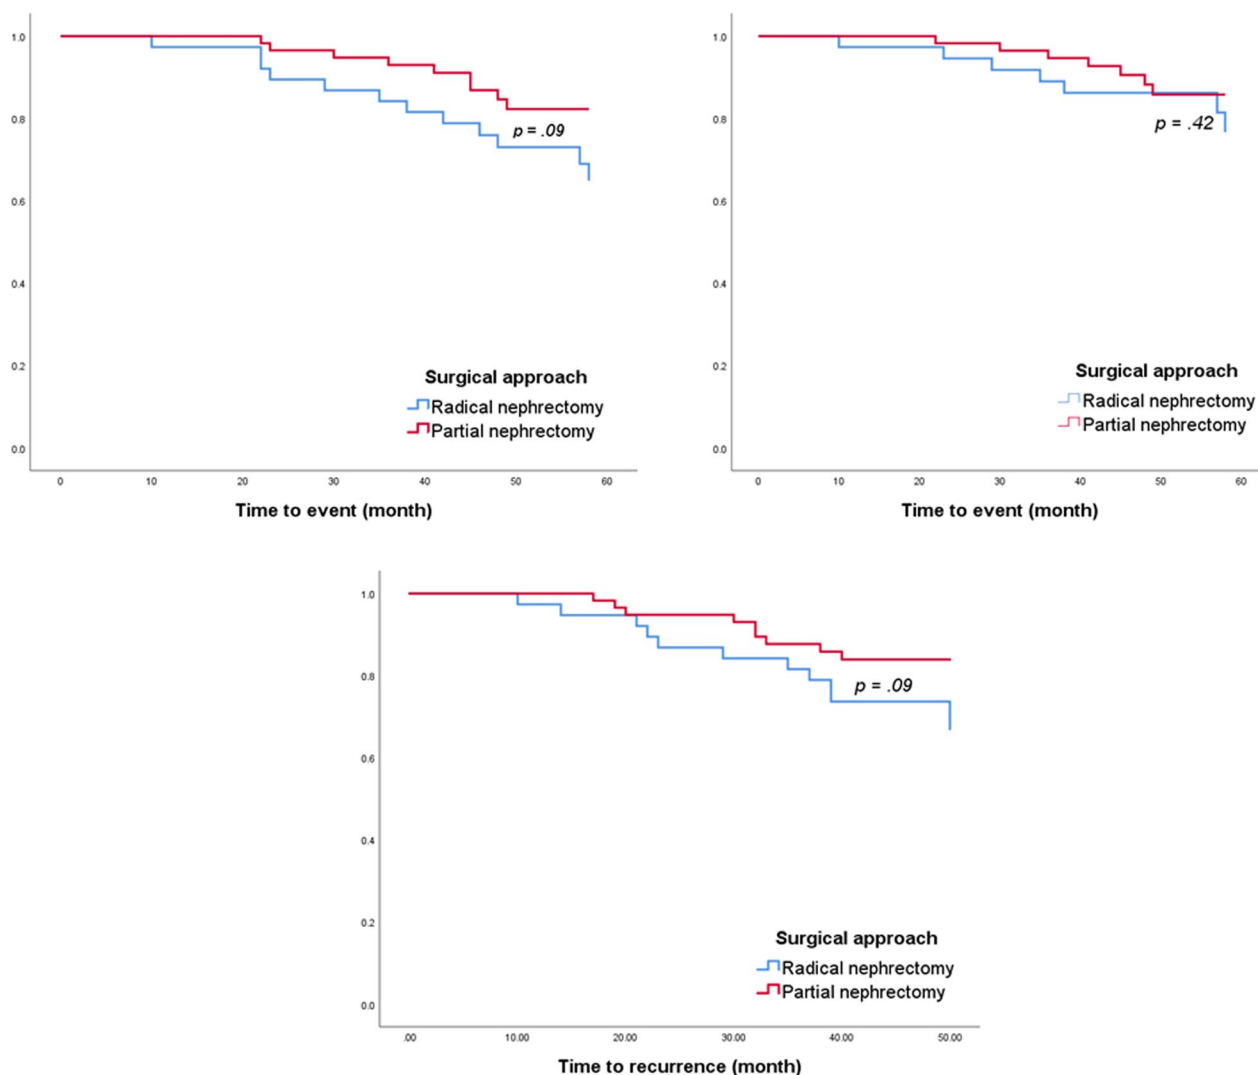 1.0
0.8
0.6
0.4
0.2
0.0
p = .09
Surgical approach
Radical nephrectomy
Partial nephrectomy
0 10 20 30 40 50 60
Time to event (month)
1.0
0.8
0.6
0.4
0.2
0.0
p = .42
Surgical approach
Radical nephrectomy
Partial nephrectomy
0 10 20 30 40 50 60
Time to event (month)
1.0
0.8
0.6
0.4
0.2
0.0
p = .09
Surgical approach
Radical nephrectomy
Partial nephrectomy
.00 10.00 20.00 30.00 40.00 50.00
Time to recurrence (month)